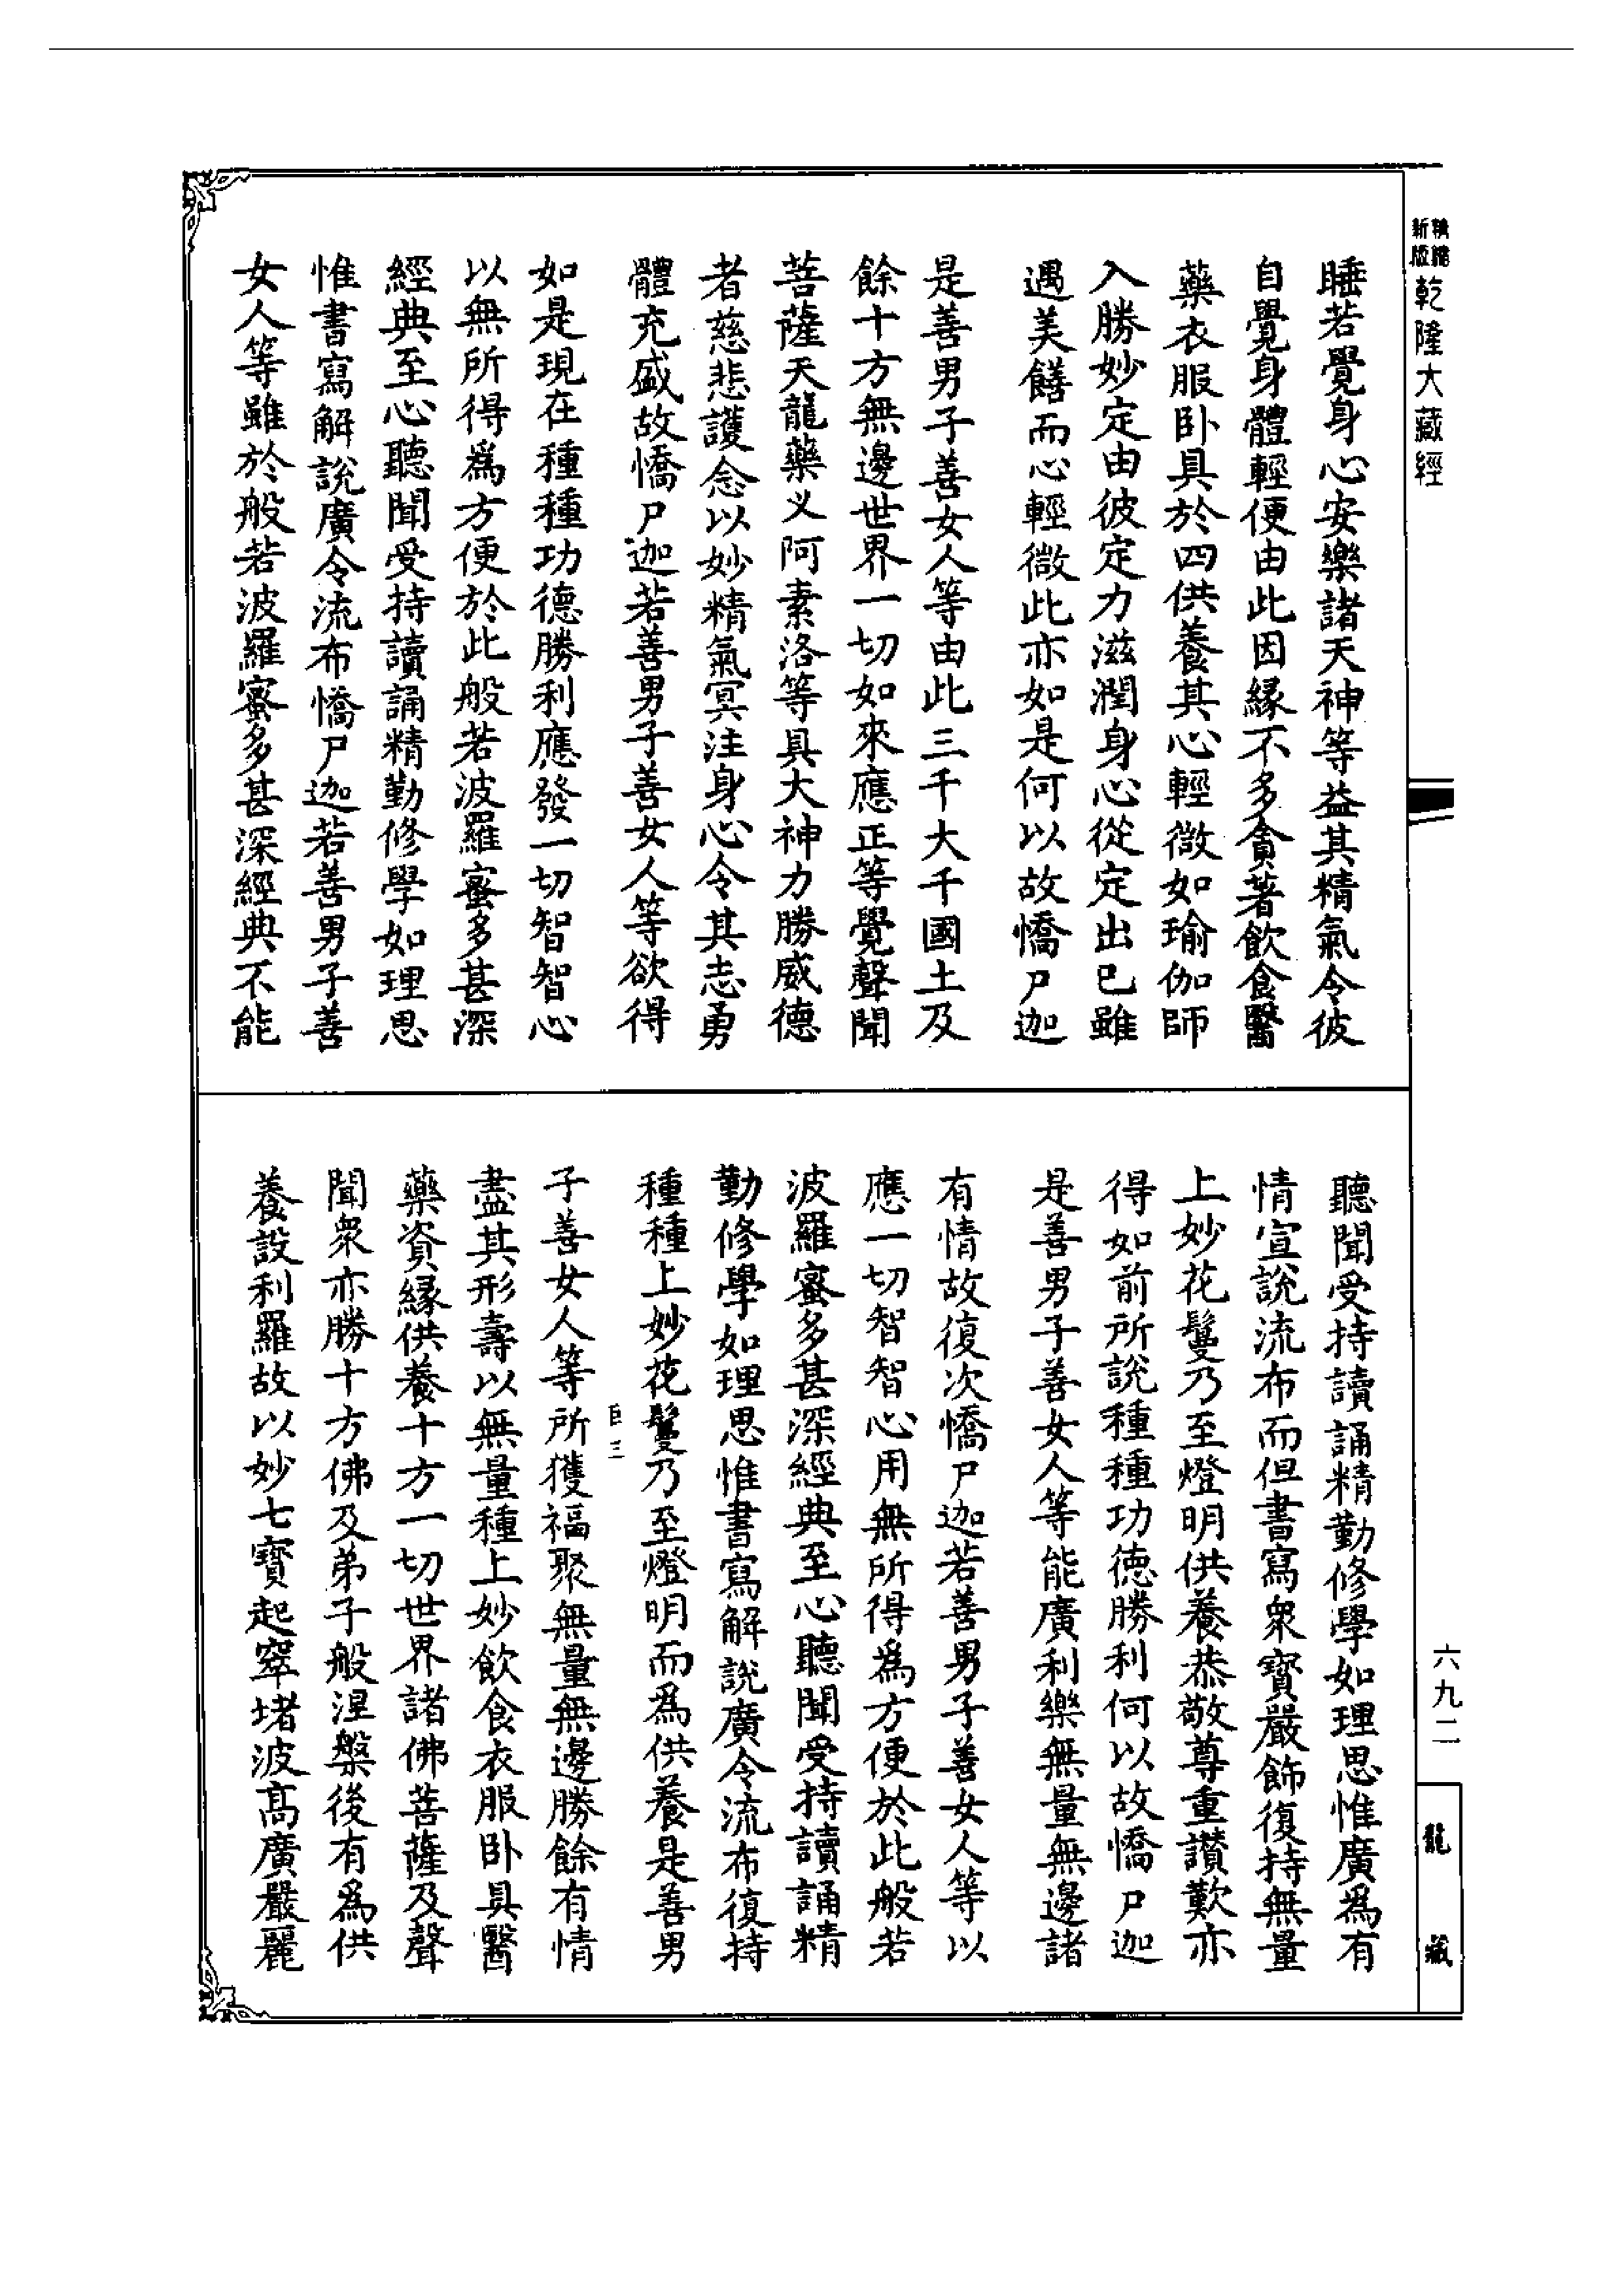 精縮新版
乾隆大藏經
睡若覺身心安樂諸天神等益其精氣令彼
自覺身體輕便由此因緣不多貪著飲食醫
藥衣服卧具於四供養其心輕微如瑜伽師
入勝妙定由彼定力滋潤身心從定出已雖
遇美饍而心輕微此亦如是何以故憍尸迦
是善男子善女人等由此三千大千國土及
餘十方無邊世界一切如來應正等覺聲聞
菩薩天龍藥义阿素洛等具大神力勝威德
者慈悲護念以妙精氣冥注身心令其志勇
體充盛故憍尸迦若善男子善女人等欲得
如是現在種種功德勝利應發一切智智心
以無所得為方便於此般若波羅蜜多甚深
經典至心聽聞受持讀誦精勤修學如理思
惟書寫解說廣令流布憍尸迦若善男子善
女人等雖於般若波羅蜜多甚深經典不能
聽聞受持讀誦精勤修學如理思惟廣為有
情宣說流布而但書寫衆寶嚴飾復持無量
上妙花鬘乃至燈明供養恭敬尊重讃歎亦
得如前所說種種功德勝利何以故憍尸迦
是善男子善女人等能廣利樂無量無邊諸
有情故復次憍尸迦若善男子善女人等以
應一切智智心用無所得為方便於此般若
波羅蜜多甚深經典至心聽聞受持讀誦精
勤修學如理思惟書寫解說廣令流布復持
種種上妙花鬘乃至燈明而為供養是善男
子善女人等所獲福聚無量無邊勝餘有情
盡其形壽以無量種上妙飲食衣服卧具醫
藥資緣供養十方一切世界諸佛菩薩及聲
聞衆亦勝十方佛及弟子般涅槃後有為供
養設利羅故以妙七寶起窣堵波高廣嚴麗
巨三
六九二
龍藏